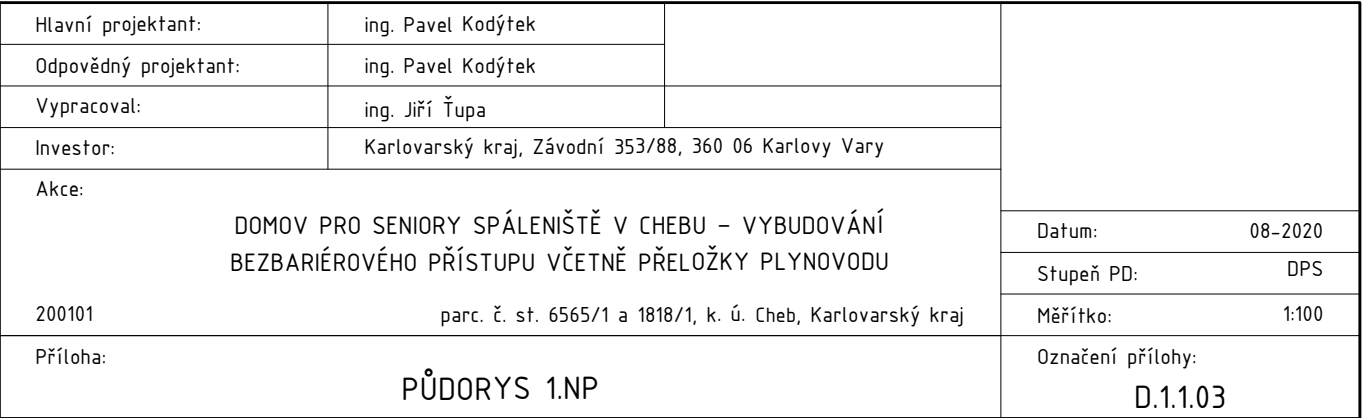 Hlavní projektant: ing. Pavel Kodýtek
Odpovědný projektant: ing. Pavel Kodýtek
Vypracoval: ing. Jiří Ťupa
Investor: Karlovarský kraj, Závodní 353/88, 360 06 Karlovy Vary
Akce:
DOMOV PRO SENIORY SPÁLENIŠTĚ V CHEBU – VYBUDOVÁNÍ
BEZBARIÉROVÉHO PŘÍSTUPU VČETNĚ PŘELOŽKY PLYNOVODU
200101 parc. č. st. 6565/1 a 1818/1, k. ú. Cheb, Karlovarský kraj
Datum: 08-2020
Stupeň PD: DPS
Měřítko: 1:100
Příloha:
PŮDORYS 1.NP
Označení přílohy:
D.1.1.03